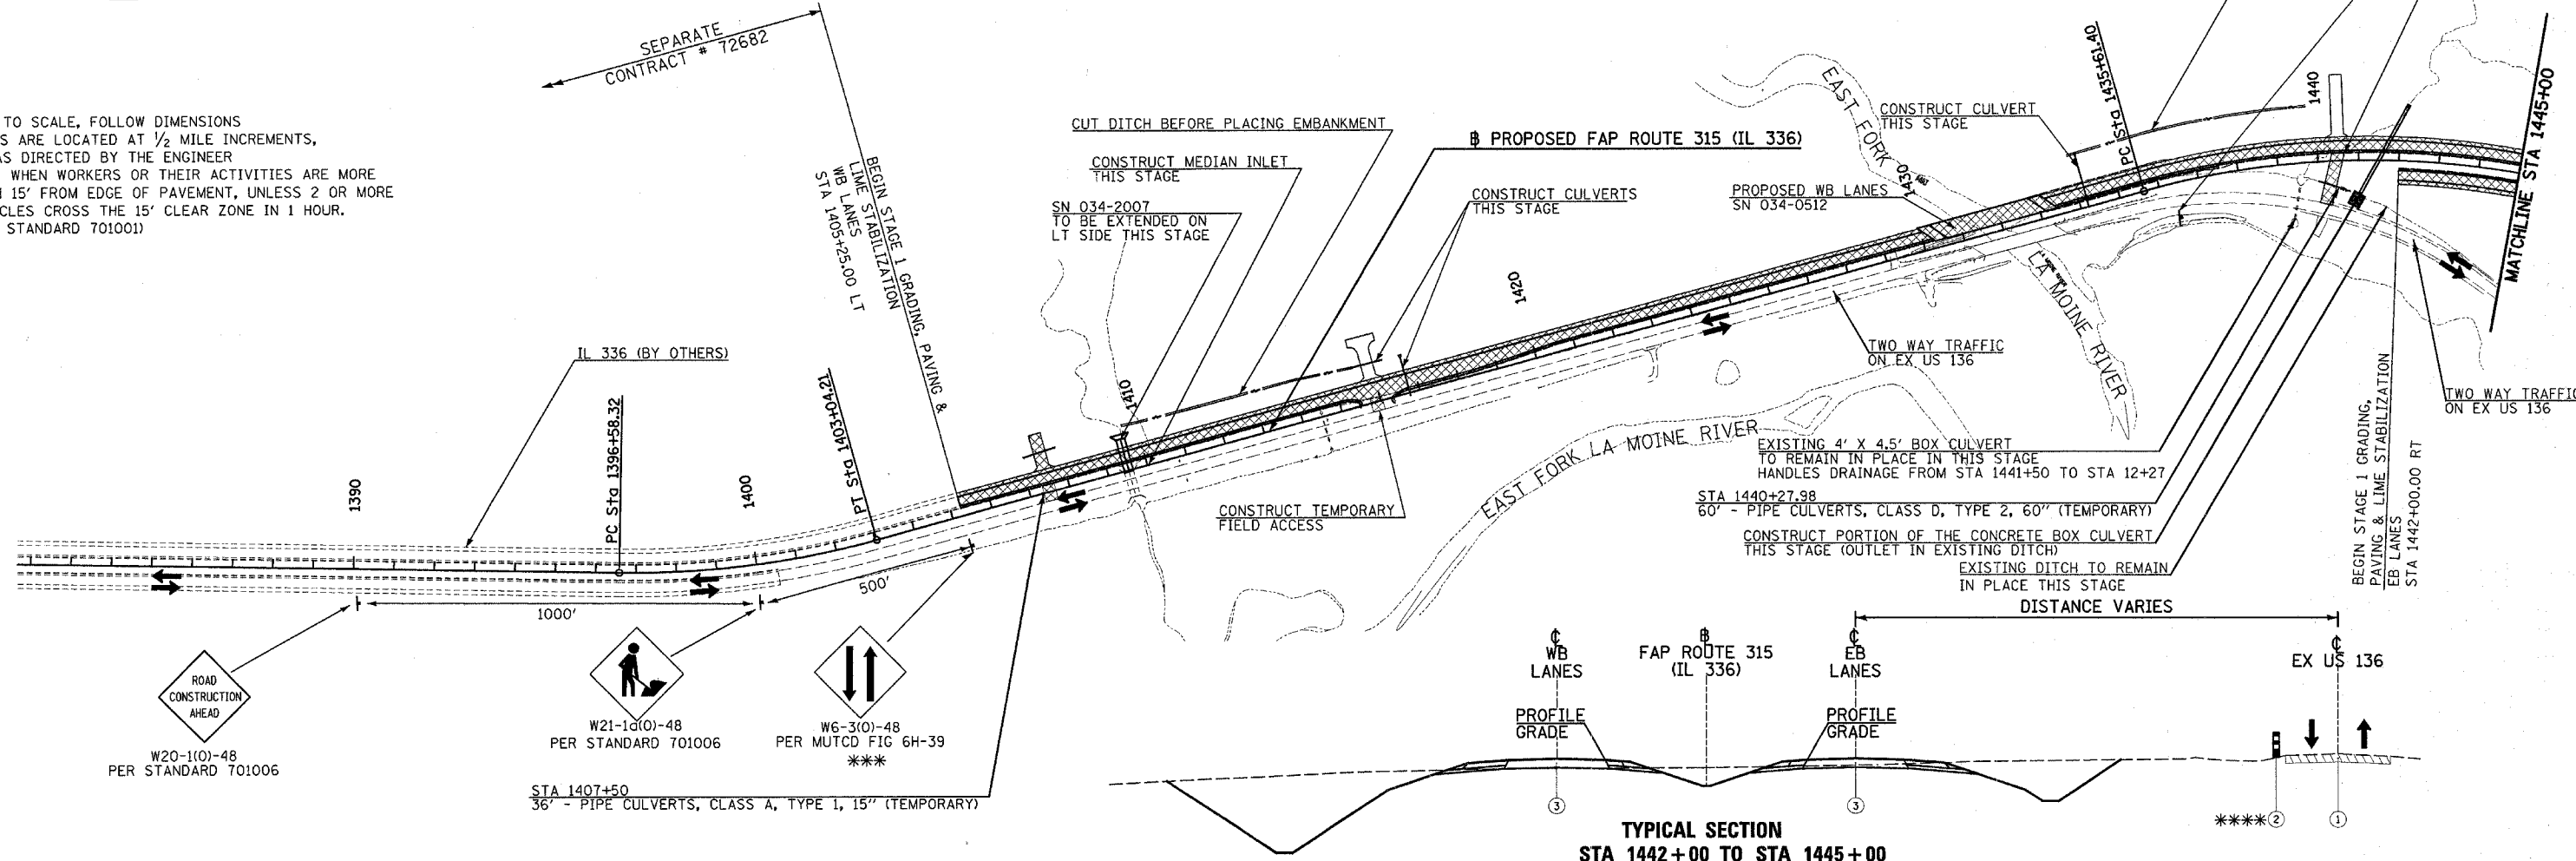 SEPARATE
CONTRACT # 72682
TO SCALE, FOLLOW DIMENSIONS
S ARE LOCATED AT 1/2 MILE INCREMENTS,
AS DIRECTED BY THE ENGINEER
WHEN WORKERS OR THEIR ACTIVITIES ARE MORE
15' FROM EDGE OF PAVEMENT, UNLESS 2 OR MORE
CLES CROSS THE 15' CLEAR ZONE IN 1 HOUR.
STANDARD 701001)
BEGIN STAGE 1 GRADING, PAVING &
LIME STABILIZATION
WB LANES
STA 1405+25.00 LT
CUT DITCH BEFORE PLACING EMBANKMENT
CONSTRUCT MEDIAN INLET
THIS STAGE
SN 034-2007
TO BE EXTENDED ON
LT SIDE THIS STAGE
℔ PROPOSED FAP ROUTE 315 (IL 336)
CONSTRUCT CULVERTS
THIS STAGE
EAST FORK
LA MOINE RIVER
PROPOSED WB LANES
SN 034-0512
CONSTRUCT CULVERT
THIS STAGE
PC Sta 1435+61.40
1430
1440
MATCHLINE STA 1445+00
IL 336 (BY OTHERS)
1390
PC Sta 1396+58.32
1400
PT Sta 1403+04.21
1410
1420
TWO WAY TRAFFIC
ON EX US 136
TWO WAY TRAFFIC
ON EX US 136
EAST FORK LA MOINE RIVER
CONSTRUCT TEMPORARY
FIELD ACCESS
EXISTING 4' X 4.5' BOX CULVERT
TO REMAIN IN PLACE IN THIS STAGE
HANDLES DRAINAGE FROM STA 1441+50 TO STA 12+27
STA 1440+27.98
60' - PIPE CULVERTS, CLASS D, TYPE 2, 60" (TEMPORARY)
CONSTRUCT PORTION OF THE CONCRETE BOX CULVERT
THIS STAGE (OUTLET IN EXISTING DITCH)
EXISTING DITCH TO REMAIN
IN PLACE THIS STAGE
BEGIN STAGE 1 GRADING,
PAVING & LIME STABILIZATION
EB LANES
STA 1442+00.00 RT
1000'
500'
ROAD
CONSTRUCTION
AHEAD
W20-1(O)-48
PER STANDARD 701006
W21-1a(O)-48
PER STANDARD 701006
W6-3(O)-48
PER MUTCD FIG 6H-39
***
STA 1407+50
36' - PIPE CULVERTS, CLASS A, TYPE 1, 15" (TEMPORARY)
DISTANCE VARIES
℄
WB
LANES
B
FAP ROUTE 315
(IL 336)
℄
EB
LANES
℄
EX US 136
PROFILE
GRADE
PROFILE
GRADE
3
3
****2
1
TYPICAL SECTION
STA 1442+00 TO STA 1445+00